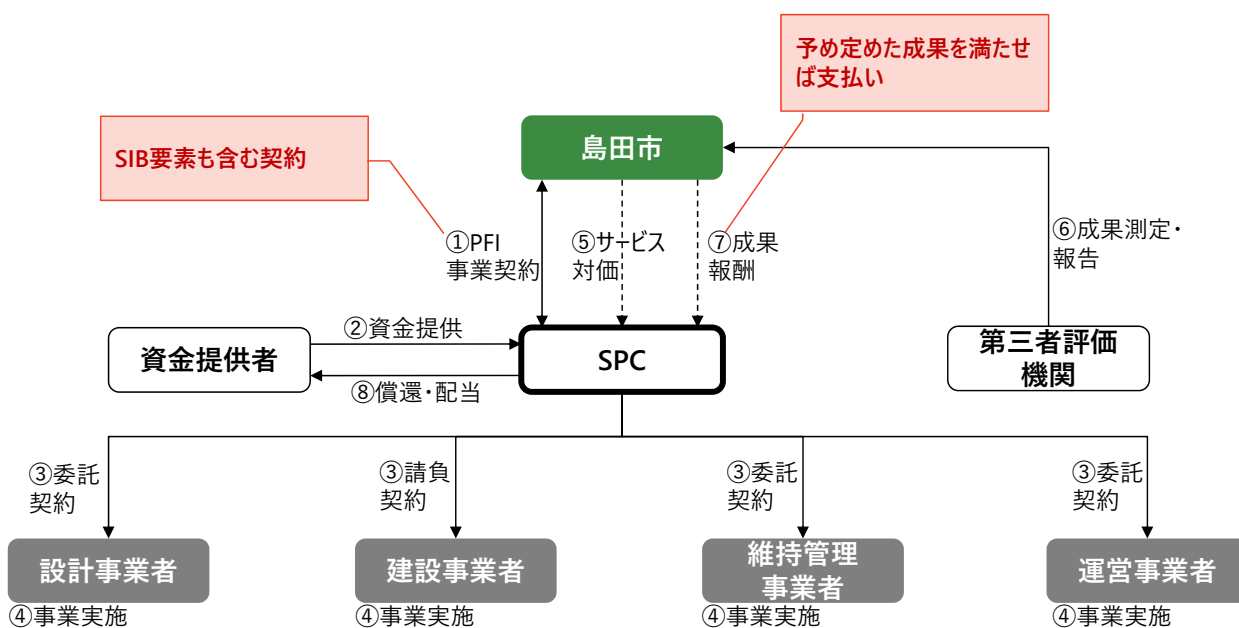 予め定めた成果を満たせ
ば支払い
SIB要素も含む契約
島田市
①PFI
事業契約
⑤サービス
対価
⑦成果
報酬
⑥成果測定・
報告
②資金提供
資金提供者
SPC
第三者評価
機関
⑧償還・配当
③委託
契約
③請負
契約
③委託
契約
③委託
契約
設計事業者
建設事業者
維持管理
事業者
運営事業者
④事業実施
④事業実施
④事業実施
④事業実施